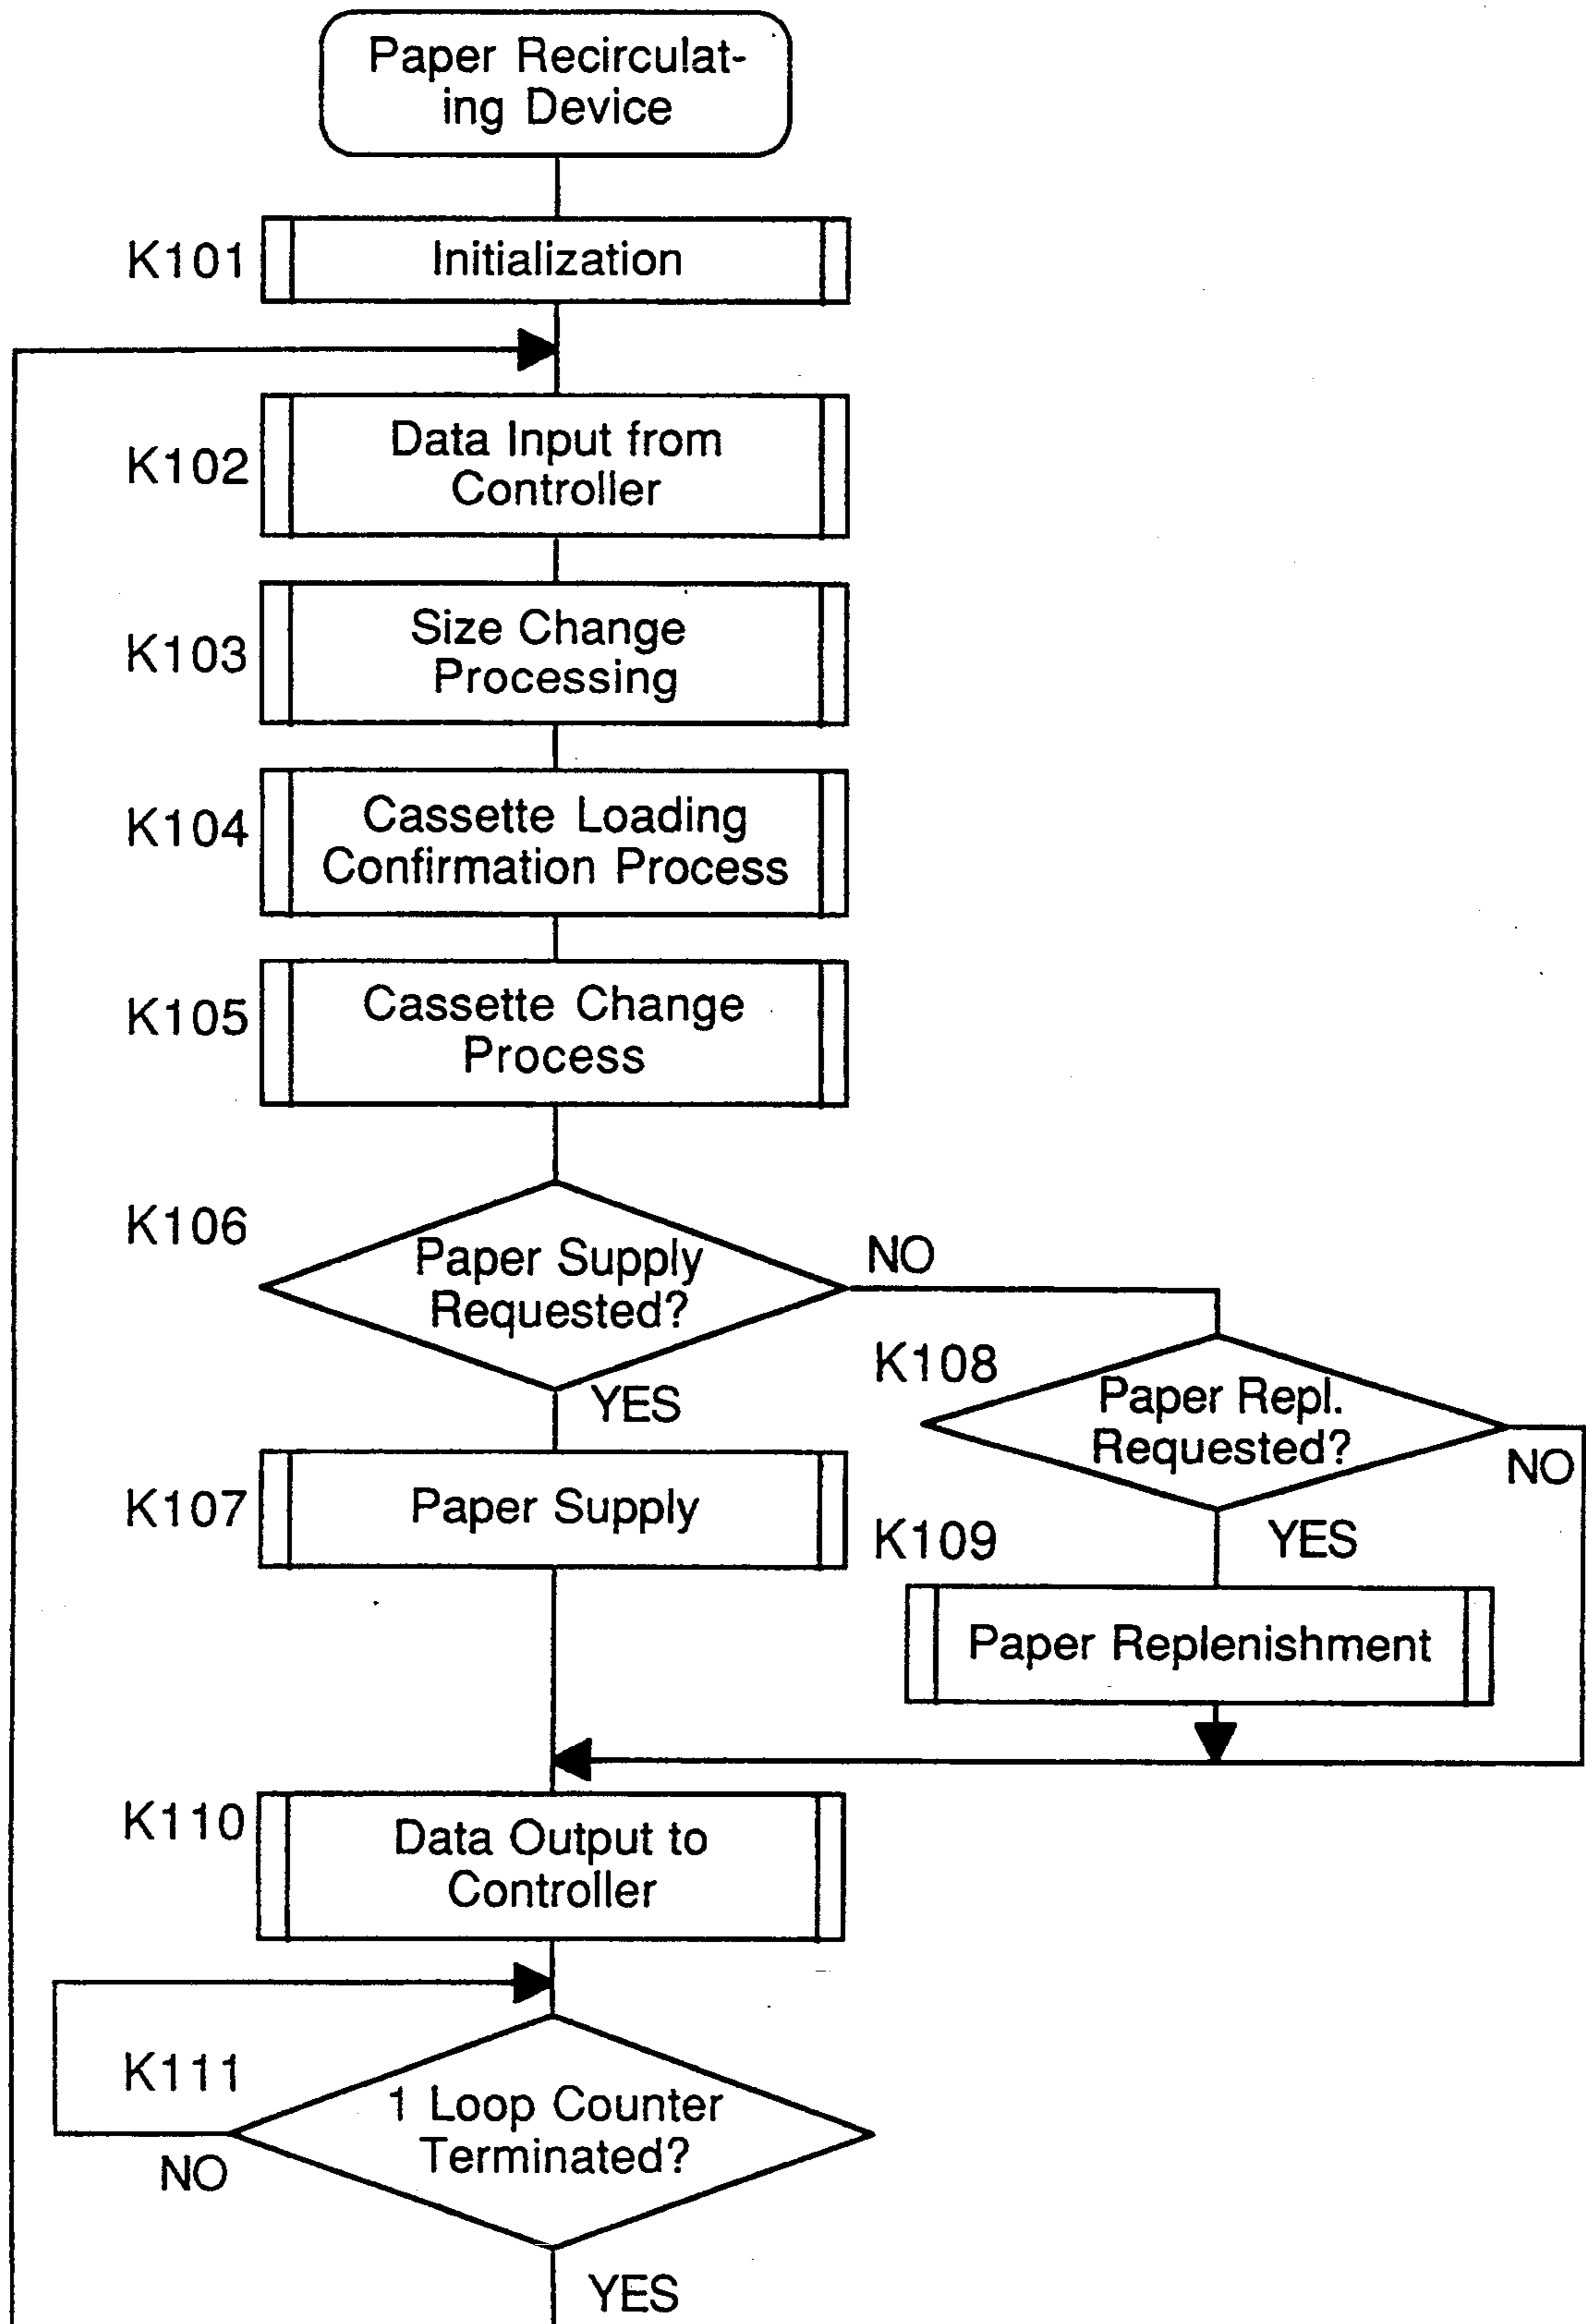 Paper Recirculat-
ing Device
K101
Initialization
K102
Data Input from
Controller
K103
Size Change
Processing
K104
Cassette Loading
Confirmation Process
K105
Cassette Change
Process
K106
Paper Supply
Requested?
NO
YES
K108
Paper Repl.
Requested?
NO
YES
K107
Paper Supply
K109
Paper Replenishment
K110
Data Output to
Controller
K111
1 Loop Counter
Terminated?
NO
YES